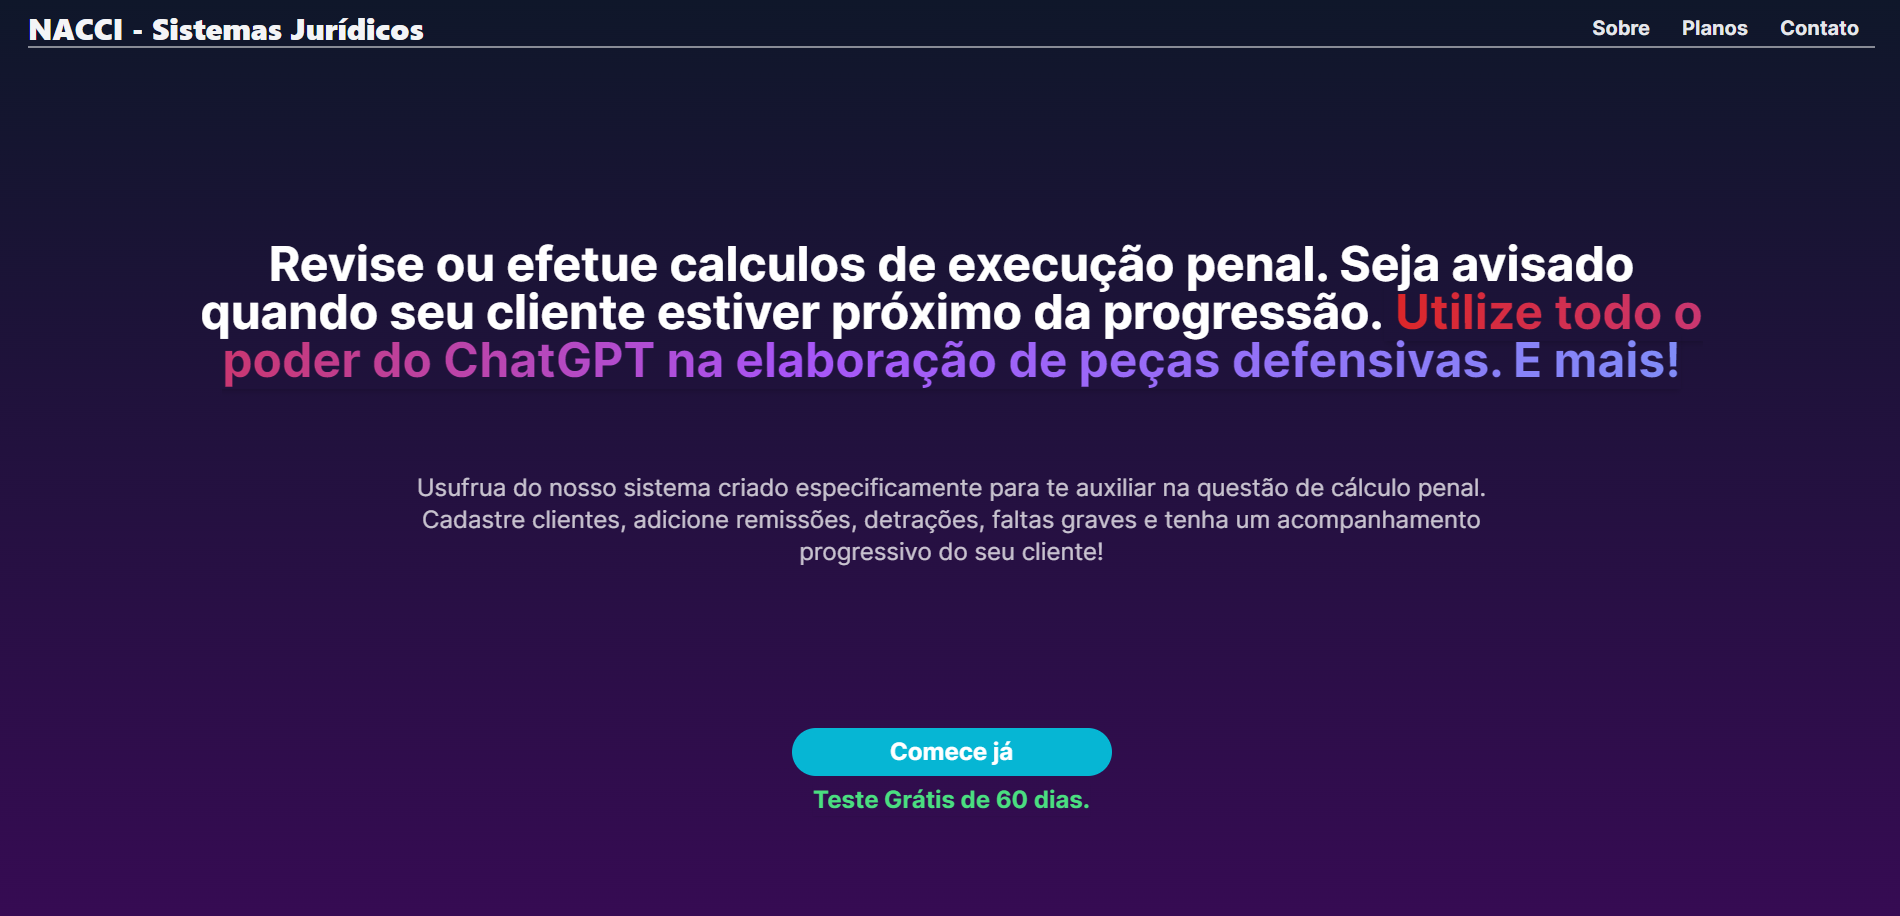 NACCI - Sistemas Jurídicos
Sobre
Planos
Contato
Revise ou efetue calculos de execução penal. Seja avisado
quando seu cliente estiver próximo da progressão. Utilize todo o
poder do ChatGPT na elaboração de peças defensivas. E mais!
Usufrua do nosso sistema criado especificamente para te auxiliar na questão de cálculo penal.
Cadastre clientes, adicione remissões, detrações, faltas graves e tenha um acompanhamento
progressivo do seu cliente!
Comece já
Teste Grátis de 60 dias.